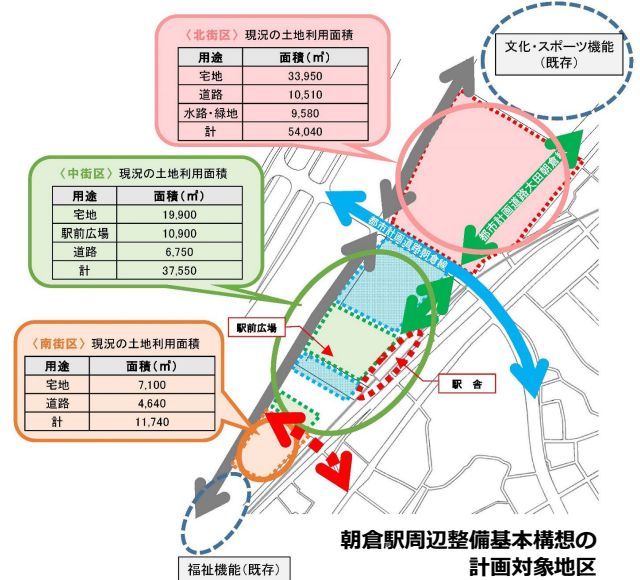 〈北街区〉現況の土地利用面積
用途 面積(㎡)
宅地 33,950
道路 10,510
水路・緑地 9,580
計 54,040
文化・スポーツ機能
(既存)
〈中街区〉現況の土地利用面積
用途 面積(㎡)
宅地 19,900
駅前広場 10,900
道路 6,750
計 37,550
都市計画道路大田朝倉線
都市計画道路朝倉線
駅前広場
駅 舎
〈南街区〉現況の土地利用面積
用途 面積(㎡)
宅地 7,100
道路 4,640
計 11,740
福祉機能(既存)
朝倉駅周辺整備基本構想の
計画対象地区